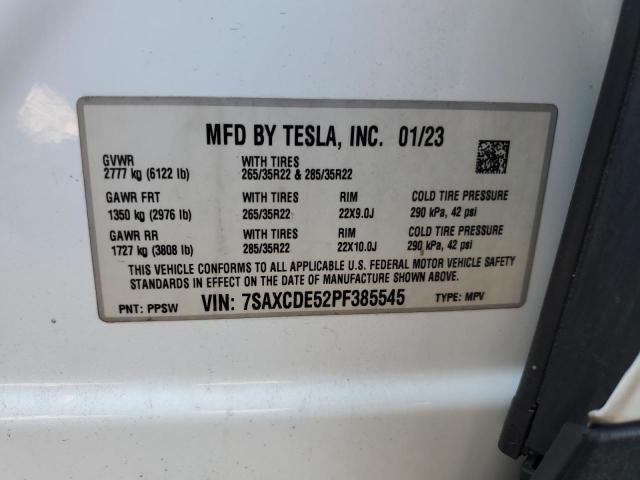 MFD BY TESLA, INC. 01/23
GVWR WITH TIRES
2777 kg (6122 lb) 265/35R22 & 285/35R22
GAWR FRT WITH TIRES RIM COLD TIRE PRESSURE
1350 kg (2976 lb) 265/35R22 22X9.0J 290 kPa, 42 psi
GAWR RR WITH TIRES RIM COLD TIRE PRESSURE
1727 kg (3808 lb) 285/35R22 22X10.0J 290 kPa, 42 psi
THIS VEHICLE CONFORMS TO ALL APPLICABLE U.S. FEDERAL MOTOR VEHICLE SAFETY
STANDARDS IN EFFECT ON THE DATE OF MANUFACTURE SHOWN ABOVE.
PNT: PPSW VIN: 7SAXCDE52PF385545 TYPE: MPV